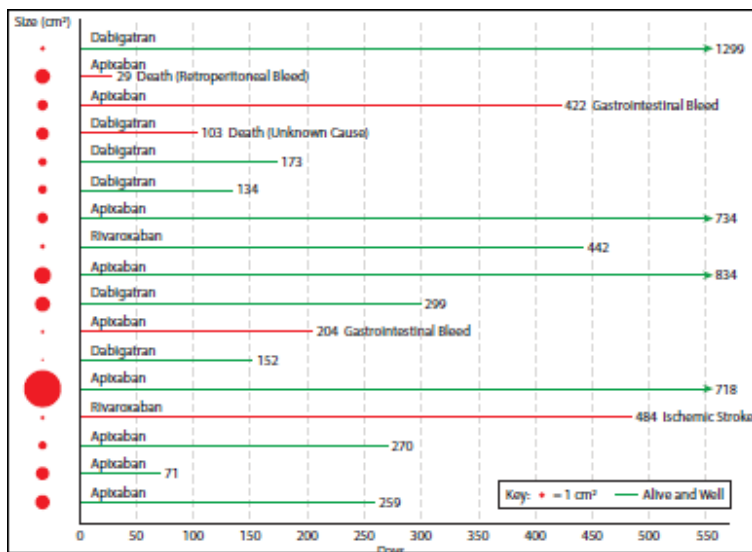 Size (cm²)
Dabigatran
1299
Apixaban
29 Death (Retroperitoneal Bleed)
Apixaban
422 Gastrointestinal Bleed
Dabigatran
103 Death (Unknown Cause)
Dabigatran
173
Dabigatran
134
Apixaban
734
Rivaroxaban
442
Apixaban
834
Dabigatran
299
Apixaban
204 Gastrointestinal Bleed
Dabigatran
152
Apixaban
718
Rivaroxaban
484 Ischemic Stroke
Apixaban
270
Apixaban
71
Apixaban
259
Key: = 1 cm² Alive and Well
0 50 100 150 200 250 300 350 400 450 500 550
Days